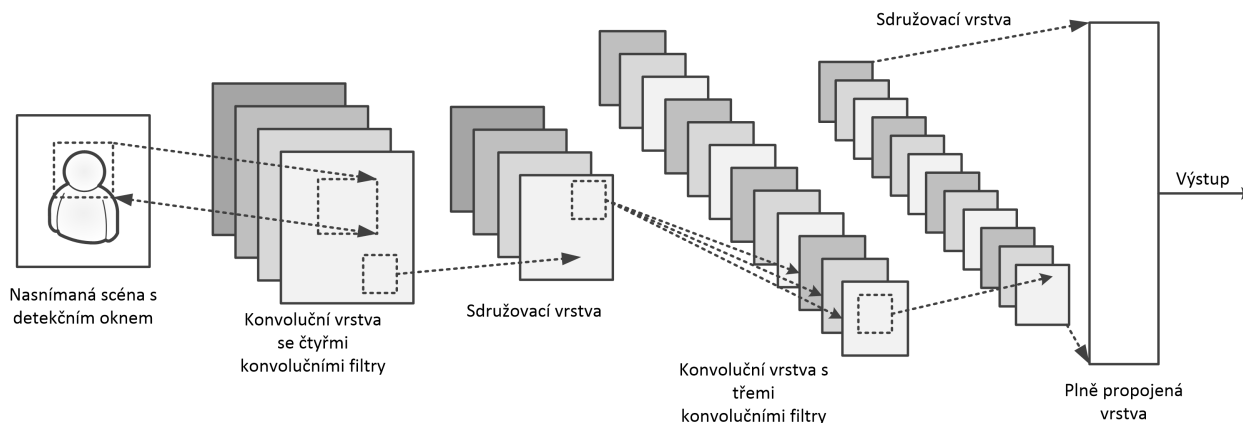 Nasnímaná scéna s
detekčním oknem
Konvoluční vrstva
se čtyřmi
konvolučními filtry
Sdružovací vrstva
Konvoluční vrstva s
třemi
konvolučními filtry
Sdružovací vrstva
Plně propojená
vrstva
Výstup